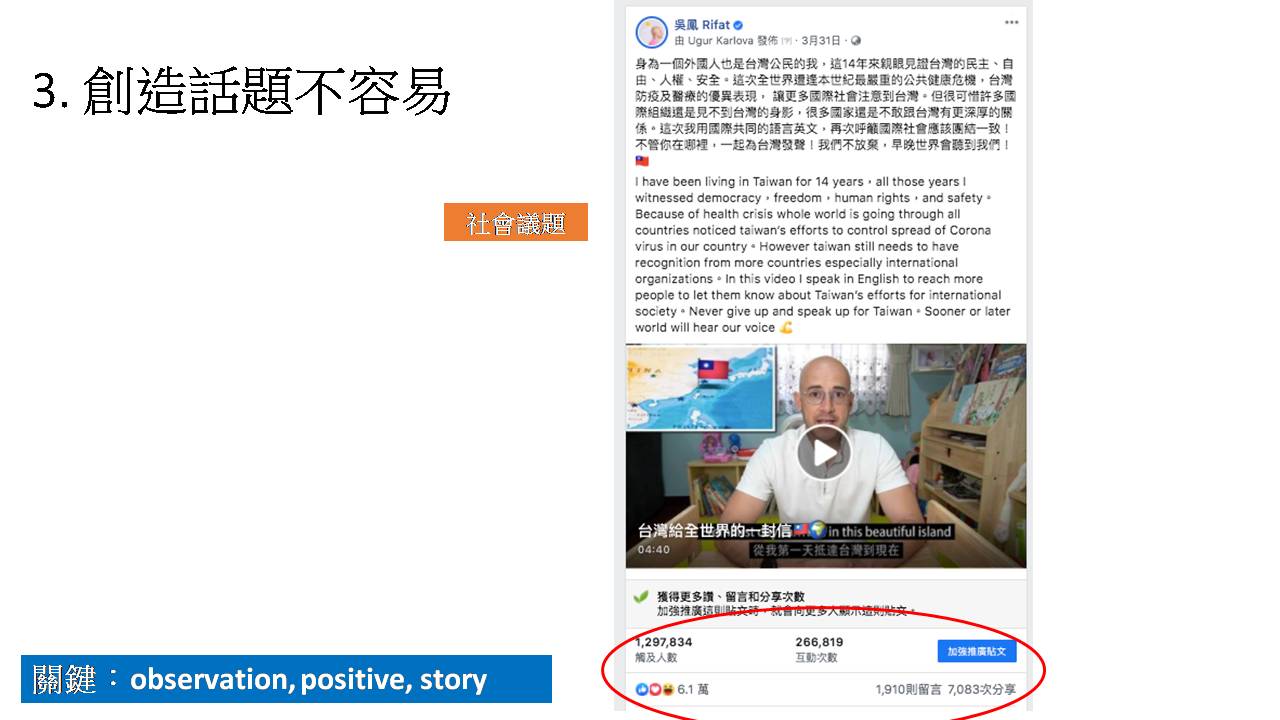 3. 創造話題不容易
社會議題
關鍵：observation, positive, story
吳鳳 Rifat
由 Ugur Karlova 發佈 [?] · 3月31日 ·
身為一個外國人也是台灣公民的我，這14年來親眼見證台灣的民主、自
由、人權、安全。這次全世界遭逢本世紀最嚴重的公共健康危機，台灣
防疫及醫療的優異表現， 讓更多國際社會注意到台灣。但很可惜許多國
際組織還是見不到台灣的身影，很多國家還是不敢跟台灣有更深厚的關
係。這次我用國際共同的語言英文，再次呼籲國際社會應該團結一致！
不管你在哪裡，一起為台灣發聲！我們不放棄，早晚世界會聽到我們！
🇹🇼
I have been living in Taiwan for 14 years，all those years I
witnessed democracy，freedom，human rights，and safety。
Because of health crisis whole world is going through all
countries noticed taiwan's efforts to control spread of Corona
virus in our country。However taiwan still needs to have
recognition from more countries especially international
organizations。In this video I speak in English to reach more
people to let them know about Taiwan's efforts for international
society。Never give up and speak up for Taiwan。Sooner or later
world will hear our voice 💪
台灣給全世界的一封信🇹🇼🌍 in this beautiful island
04:40
從我第一天抵達台灣到現在
獲得更多讚、留言和分享次數
加強推廣這則貼文時，就會向更多人顯示這則貼文。
1,297,834
觸及人數
266,819
互動次數
加強推廣貼文
6.1 萬
1,910則留言 7,083次分享